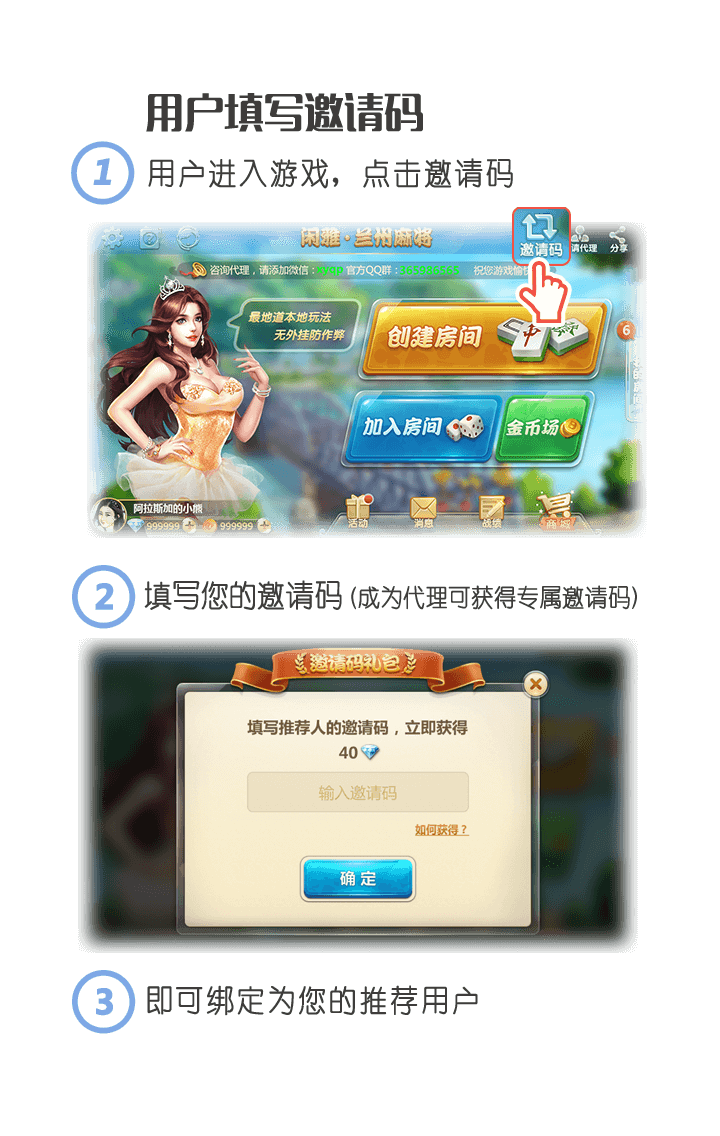 用户填写邀请码
1 用户进入游戏，点击邀请码
闲雅·兰州麻将
邀请码
请代理
分享
咨询代理，请添加微信：
官方QQ群：
祝您游戏愉
最地道本地玩法
无外挂防作弊
创建房间
6
的房间
加入房间
金币场
阿拉斯加的小熊
999999
999999
活动
消息
战绩
商城
2 填写您的邀请码 (成为代理可获得专属邀请码)
邀请码礼包
填写推荐人的邀请码，立即获得
40
输入邀请码
如何获得？
确定
3 即可绑定为您的推荐用户